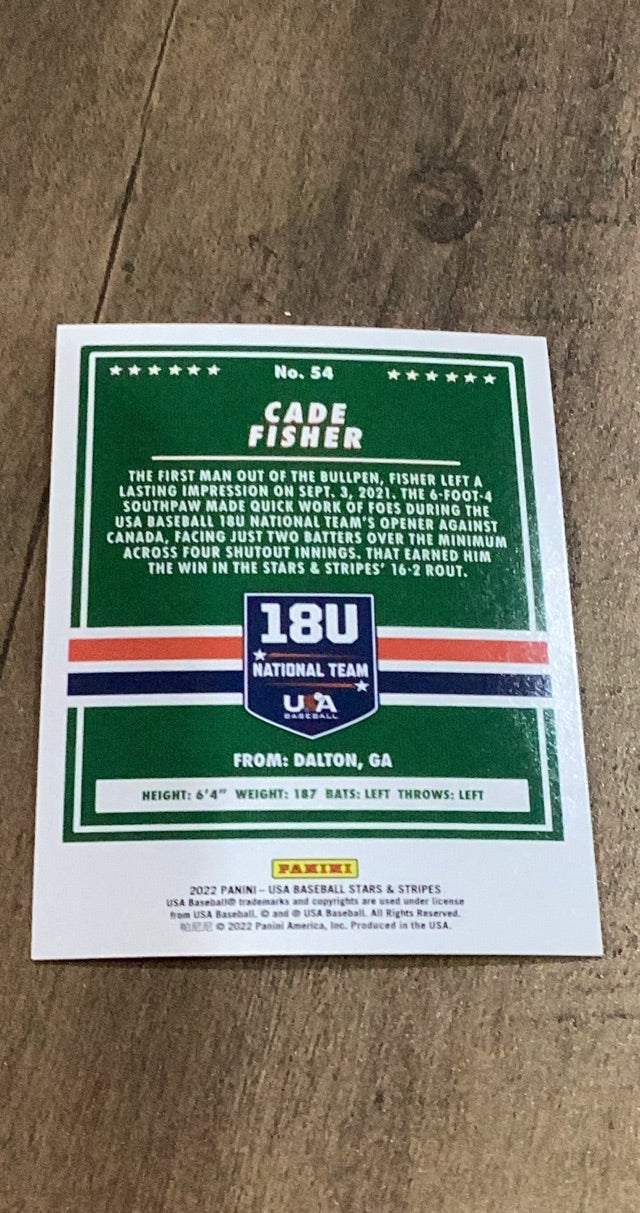 ★★★★★★ No. 54 ★★★★★★
CADE
FISHER
THE FIRST MAN OUT OF THE BULLPEN, FISHER LEFT A
LASTING IMPRESSION ON SEPT. 3, 2021. THE 6-FOOT-4
SOUTHPAW MADE QUICK WORK OF FOES DURING THE
USA BASEBALL 18U NATIONAL TEAM'S OPENER AGAINST
CANADA, FACING JUST TWO BATTERS OVER THE MINIMUM
ACROSS FOUR SHUTOUT INNINGS. THAT EARNED HIM
THE WIN IN THE STARS & STRIPES' 16-2 ROUT.
18U
NATIONAL TEAM
USA
BASEBALL
FROM: DALTON, GA
HEIGHT: 6'4" WEIGHT: 187 BATS: LEFT THROWS: LEFT
PANINI
2022 PANINI – USA BASEBALL STARS & STRIPES
USA Baseball® trademarks and copyrights are used under license
from USA Baseball. © and ® USA Baseball. All Rights Reserved.
帕尼尼 © 2022 Panini America, Inc. Produced in the USA.